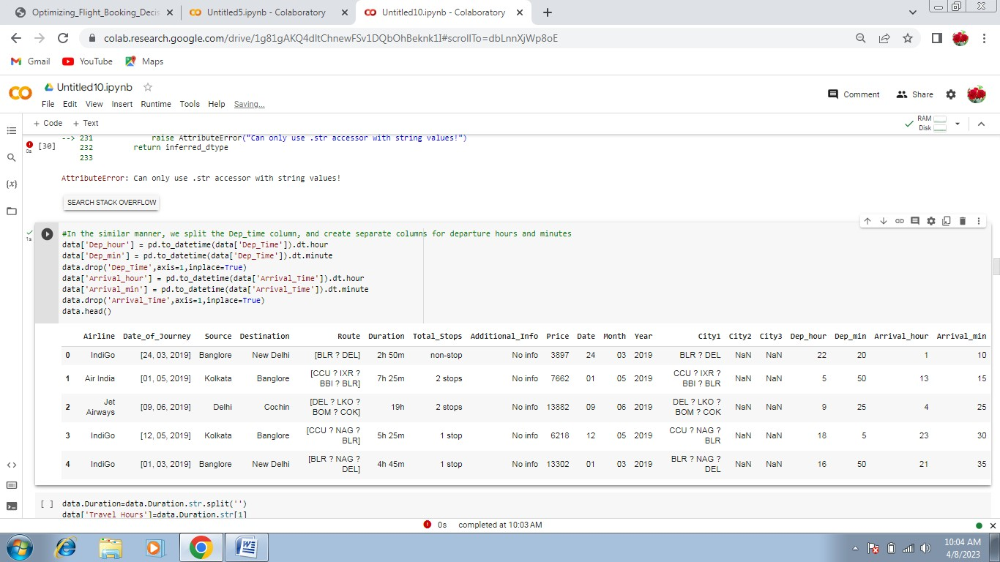 Optimizing_Flight_Booking_Decis
Untitled5.ipynb - Colaboratory
Untitled10.ipynb - Colaboratory
colab.research.google.com/drive/1g81gAKQ4dltChnewFSv1DQbOhBeknk1I#scrollTo=dbLnnXjWp8oE
Gmail YouTube Maps
Untitled10.ipynb
File Edit View Insert Runtime Tools Help Saving...
Comment Share
+ Code + Text
RAM
Disk
--> 231 raise AttributeError("Can only use .str accessor with string values!")
[30] 232 return inferred_dtype
0s
233
AttributeError: Can only use .str accessor with string values!
SEARCH STACK OVERFLOW
1s
#In the similar manner, we split the Dep_time column, and create separate columns for departure hours and minutes
data['Dep_hour'] = pd.to_datetime(data['Dep_Time']).dt.hour
data['Dep_min'] = pd.to_datetime(data['Dep_Time']).dt.minute
data.drop('Dep_Time',axis=1,inplace=True)
data['Arrival_hour'] = pd.to_datetime(data['Arrival_Time']).dt.hour
data['Arrival_min'] = pd.to_datetime(data['Arrival_Time']).dt.minute
data.drop('Arrival_Time',axis=1,inplace=True)
data.head()
Airline Date_of_Journey Source Destination Route Duration Total_Stops Additional_Info Price Date Month Year City1 City2 City3 Dep_hour Dep_min Arrival_hour Arrival_min
0 IndiGo [24, 03, 2019] Banglore New Delhi [BLR ? DEL] 2h 50m non-stop No info 3897 24 03 2019 BLR ? DEL NaN NaN 22 20 1 10
1 Air India [01, 05, 2019] Kolkata Banglore [CCU ? IXR ? BBI ? BLR] 7h 25m 2 stops No info 7662 01 05 2019 CCU ? IXR ? BBI ? BLR NaN NaN 5 50 13 15
2 Jet Airways [09, 06, 2019] Delhi Cochin [DEL ? LKO ? BOM ? COK] 19h 2 stops No info 13882 09 06 2019 DEL ? LKO ? BOM ? COK NaN NaN 9 25 4 25
3 IndiGo [12, 05, 2019] Kolkata Banglore [CCU ? NAG ? BLR] 5h 25m 1 stop No info 6218 12 05 2019 CCU ? NAG ? BLR NaN NaN 18 5 23 30
4 IndiGo [01, 03, 2019] Banglore New Delhi [BLR ? NAG ? DEL] 4h 45m 1 stop No info 13302 01 03 2019 BLR ? NAG ? DEL NaN NaN 16 50 21 35
[ ] data.Duration=data.Duration.str.split('')
data['Travel Hours']=data.Duration.str[1]
0s completed at 10:03 AM
10:04 AM
4/8/2023